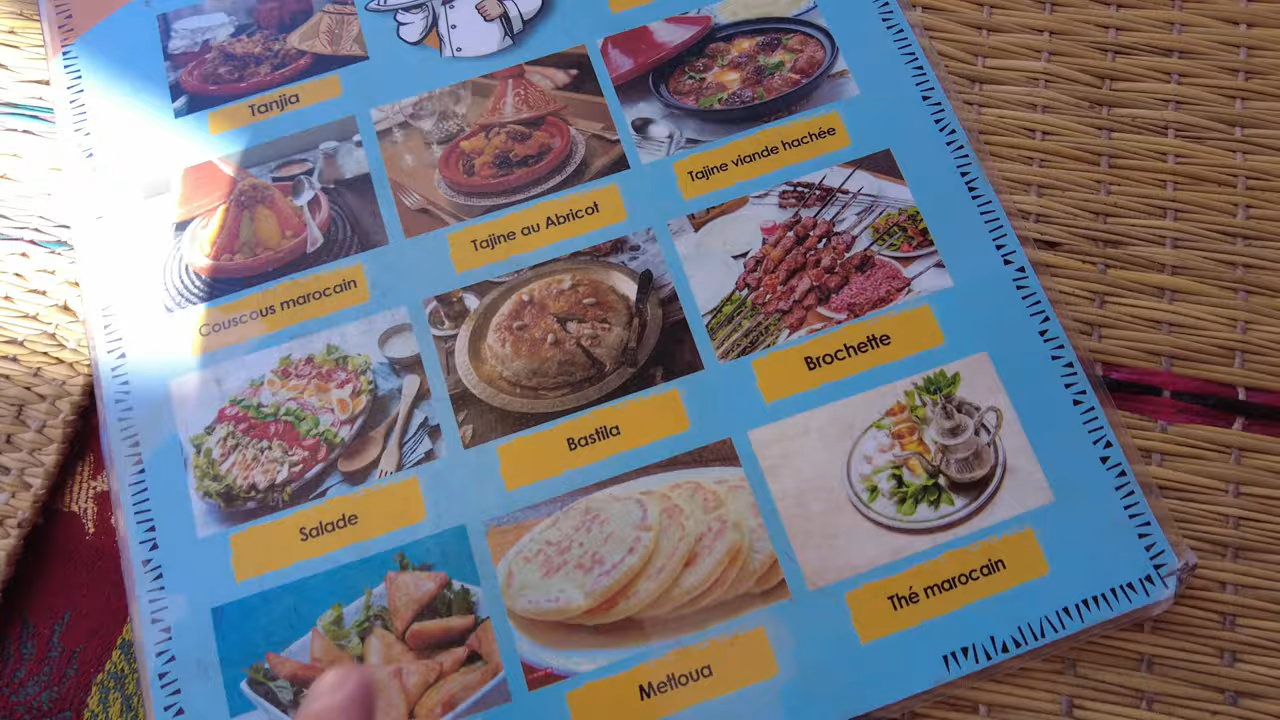 Tanjia
Tajine au Abricot
Tajine viande hachée
Couscous marocain
Bastila
Brochette
Salade
Metloua
Thé marocain